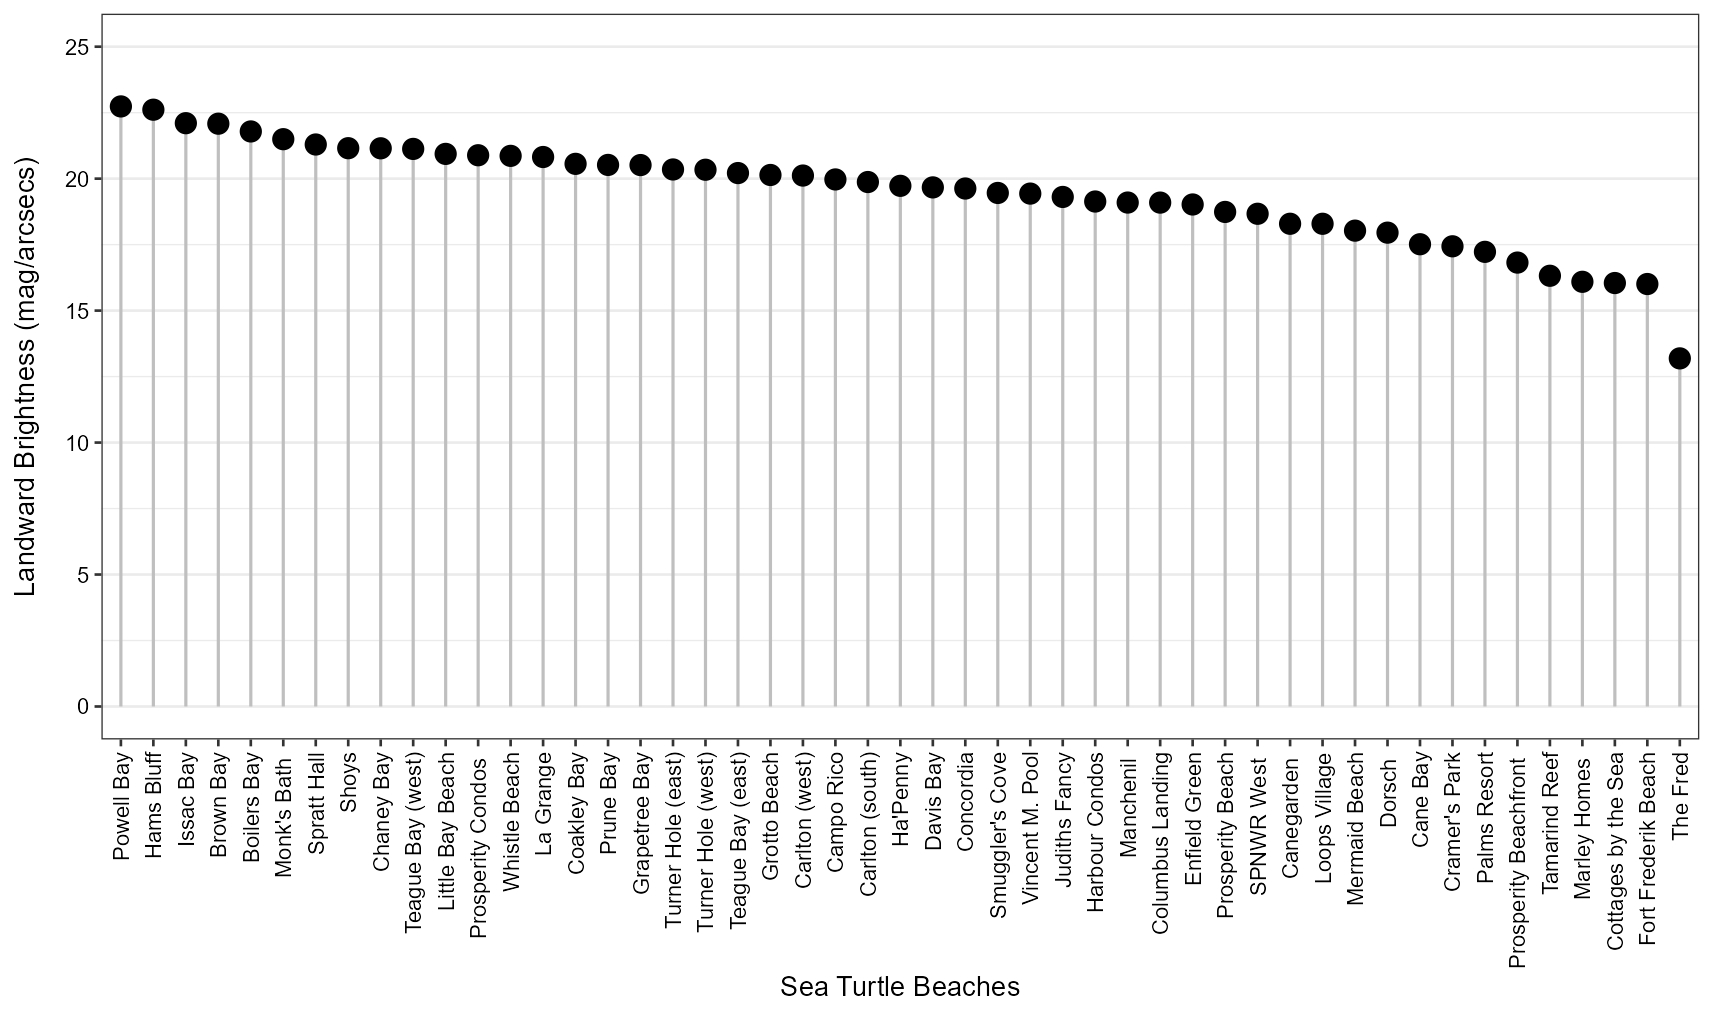 Landward Brightness (mag/arcsecs)
25
20
15
10
5
0
Powell Bay
Hams Bluff
Issac Bay
Brown Bay
Boilers Bay
Monk's Bath
Spratt Hall
Shoys
Chaney Bay
Teague Bay (west)
Little Bay Beach
Prosperity Condos
Whistle Beach
La Grange
Coakley Bay
Prune Bay
Grapetree Bay
Turner Hole (east)
Turner Hole (west)
Teague Bay (east)
Grotto Beach
Carlton (west)
Campo Rico
Carlton (south)
Ha'Penny
Davis Bay
Concordia
Smuggler's Cove
Vincent M. Pool
Judiths Fancy
Harbour Condos
Manchenil
Columbus Landing
Enfield Green
Prosperity Beach
SPNWR West
Canegarden
Loops Village
Mermaid Beach
Dorsch
Cane Bay
Cramer's Park
Palms Resort
Prosperity Beachfront
Tamarind Reef
Marley Homes
Cottages by the Sea
Fort Frederik Beach
The Fred
Sea Turtle Beaches